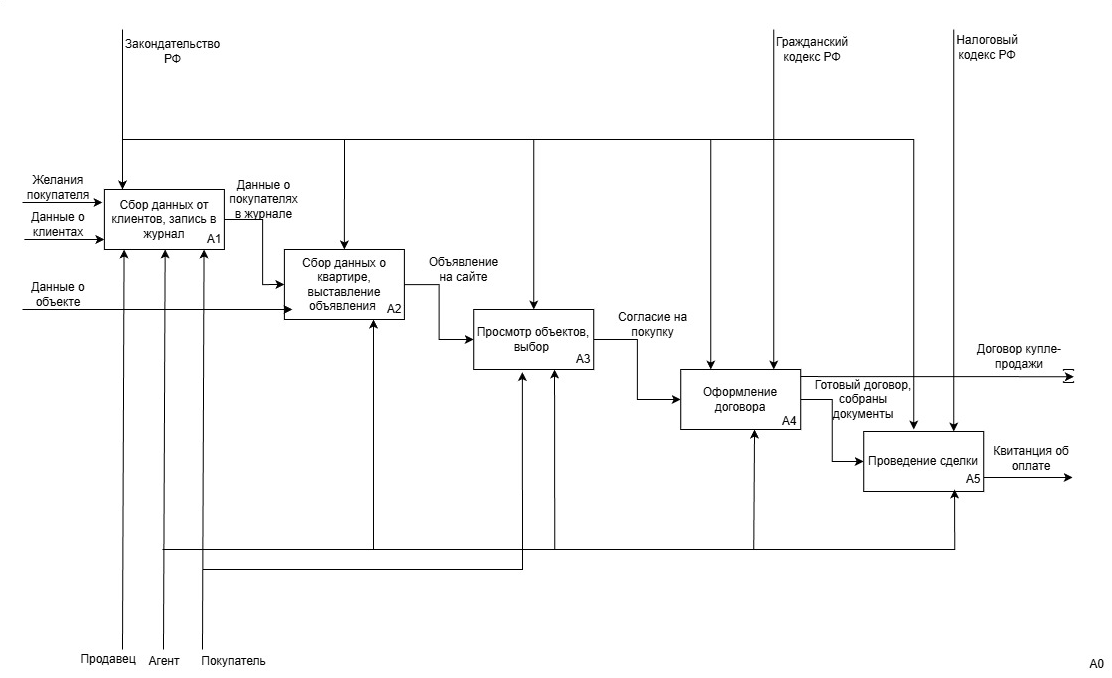 Закондательство
РФ
Гражданский
кодекс РФ
Налоговый
кодекс РФ
Желания
покупателя
Данные о
клиентах
Сбор данных от
клиентов, запись в
журнал
A1
Данные о
покупателях
в журнале
Данные о
объекте
Сбор данных о
квартире,
выставление
объявления
A2
Объявление
на сайте
Просмотр объектов,
выбор
A3
Согласие на
покупку
Оформление
договора
A4
Договор купле-
продажи
Готовый договор,
собраны
документы
Проведение сделки
A5
Квитанция об
оплате
Продавец
Агент
Покупатель
A0